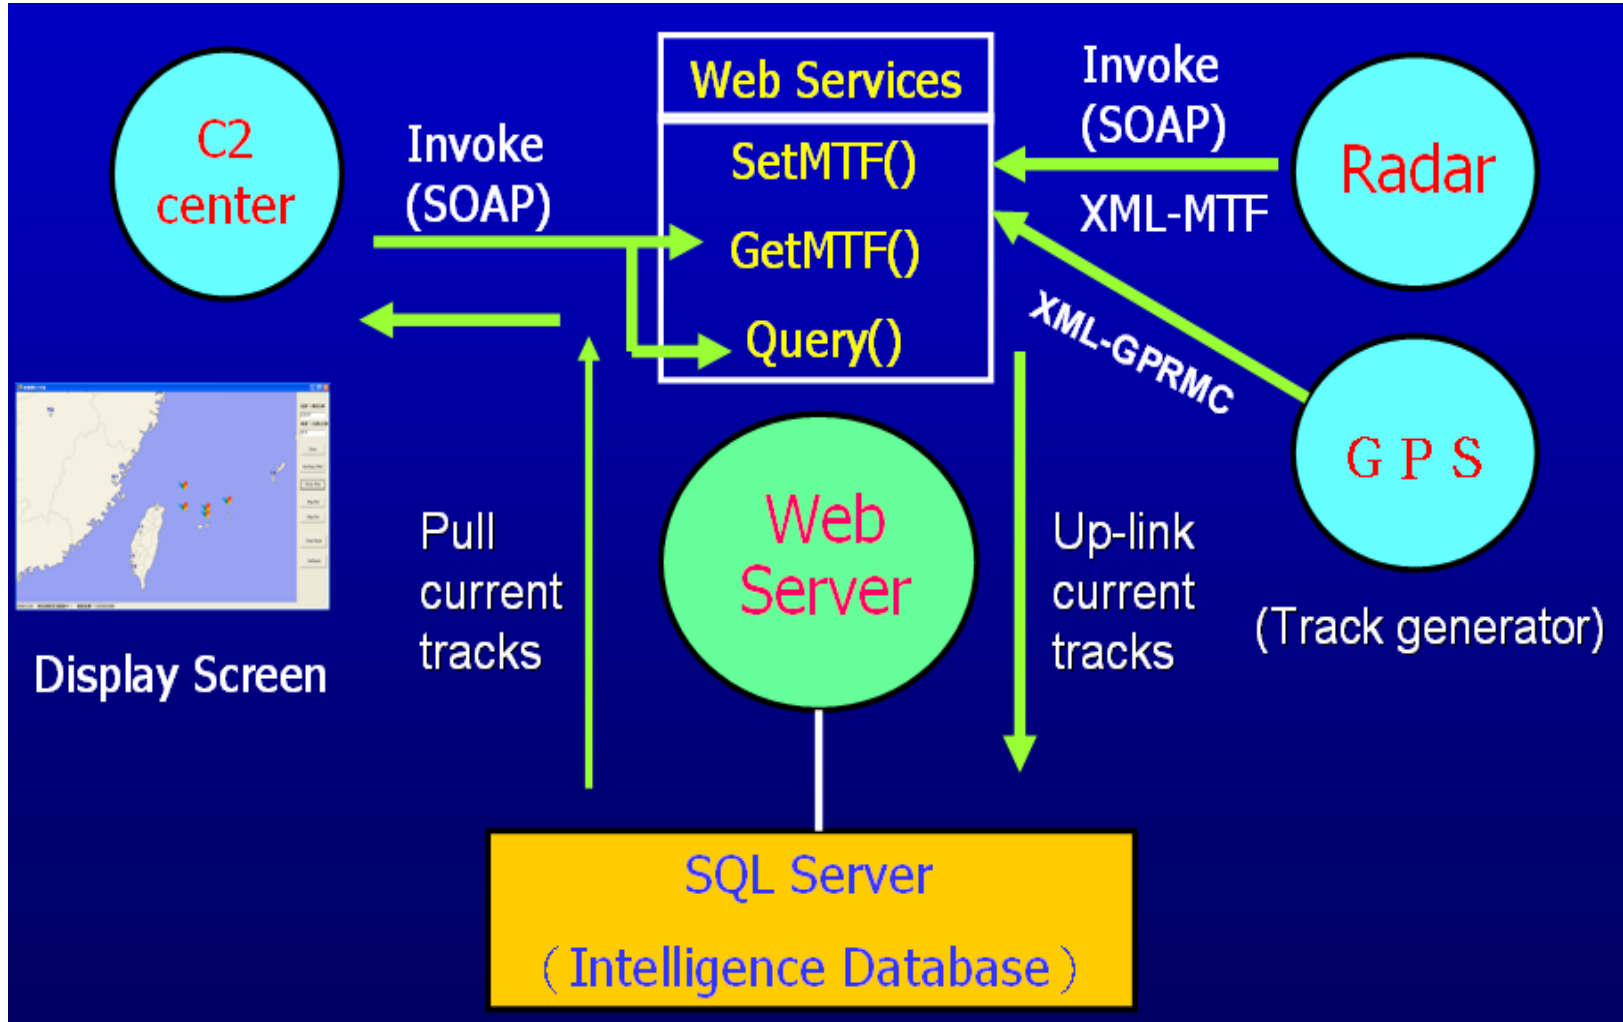 C2
center
Invoke
(SOAP)
Web Services
SetMTF()
GetMTF()
Query()
Invoke
(SOAP)
XML-MTF
Radar
XML-GPRMC
G P S
(Track generator)
Display Screen
Pull
current
tracks
Web
Server
Up-link
current
tracks
SQL Server
（Intelligence Database）